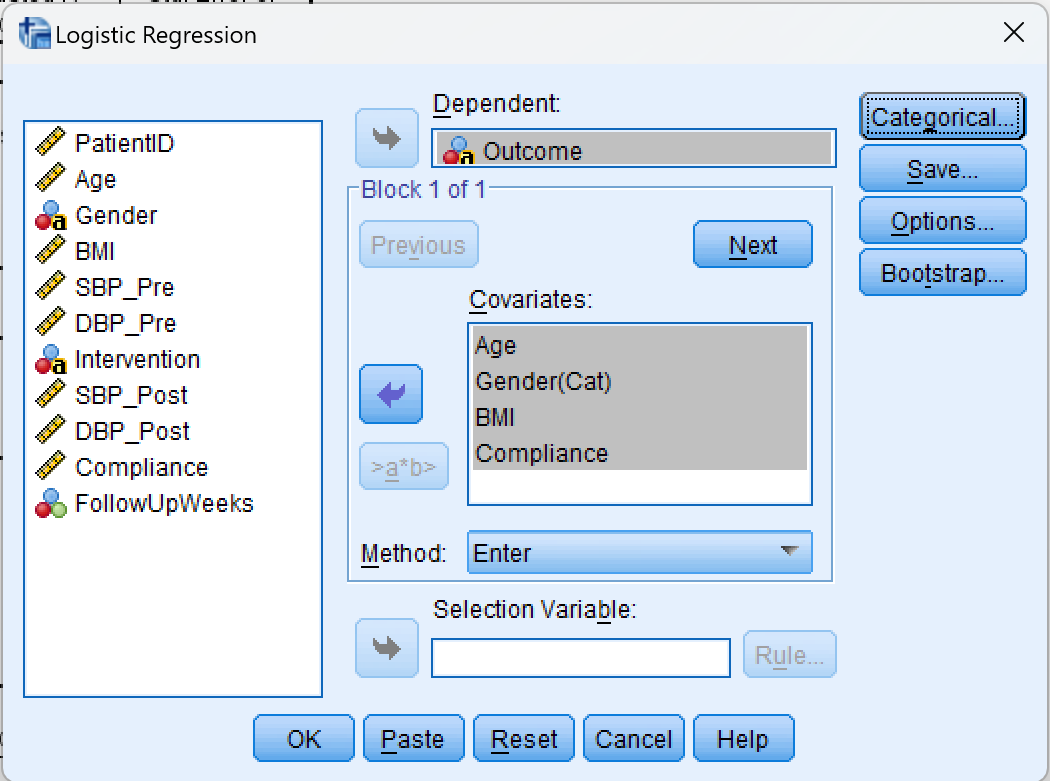 Logistic Regression
PatientID
Age
Gender
BMI
SBP_Pre
DBP_Pre
Intervention
SBP_Post
DBP_Post
Compliance
FollowUpWeeks
Dependent:
Outcome
Block 1 of 1
Previous
Next
Covariates:
Age
Gender(Cat)
BMI
Compliance
>a*b>
Method:
Enter
Selection Variable:
Rule...
Categorical...
Save...
Options...
Bootstrap...
OK
Paste
Reset
Cancel
Help